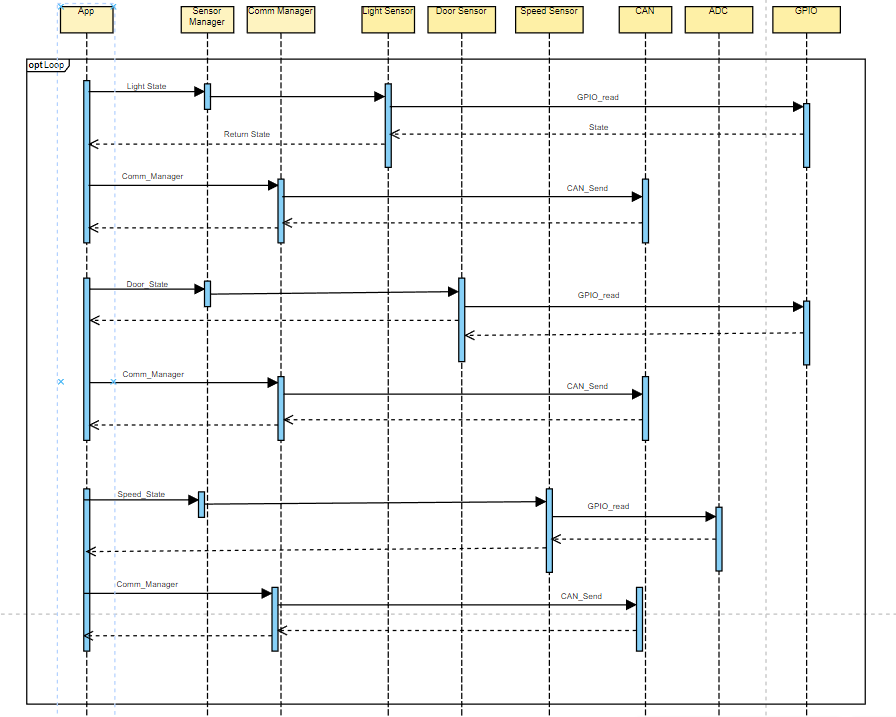 App
Sensor
Manager
Comm Manager
Light Sensor
Door Sensor
Speed Sensor
CAN
ADC
GPIO
opt Loop
Light State
GPIO_read
State
Return State
Comm_Manager
CAN_Send
Door_State
GPIO_read
Comm_Manager
CAN_Send
Speed_State
GPIO_read
Comm_Manager
CAN_Send